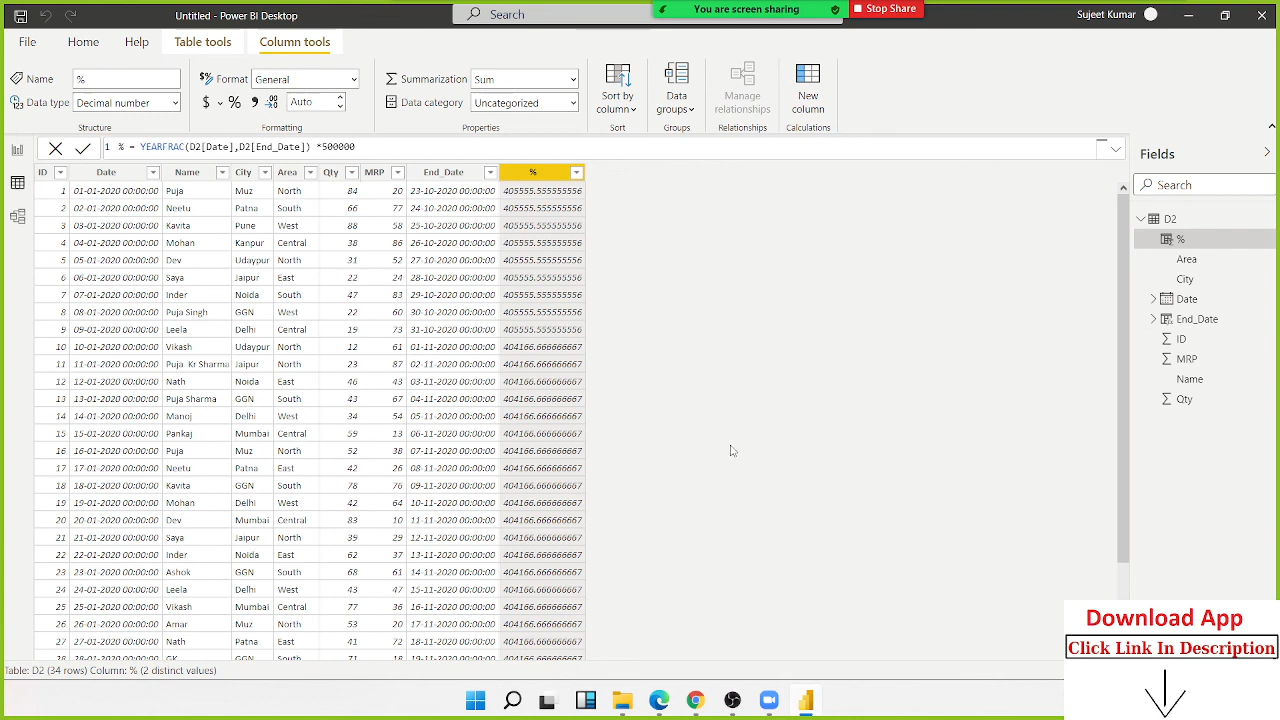 Untitled - Power BI Desktop
Search
You are screen sharing
Stop Share
Sujeet Kumar
File Home Help Table tools Column tools
Name % Format General Summarization Sum
Data type Decimal number $ % Auto Data category Uncategorized
Sort by column Data groups Manage relationships New column
Structure Formatting Properties Sort Groups Relationships Calculations
1 % = YEARFRAC(D2[Date],D2[End_Date]) *500000
ID Date Name City Area Qty MRP End_Date %
1 01-01-2020 00:00:00 Puja Muz North 84 20 23-10-2020 00:00:00 405555.555555556
2 02-01-2020 00:00:00 Neetu Patna South 66 77 24-10-2020 00:00:00 405555.555555556
3 03-01-2020 00:00:00 Kavita Pune West 88 58 25-10-2020 00:00:00 405555.555555556
4 04-01-2020 00:00:00 Mohan Kanpur Central 38 86 26-10-2020 00:00:00 405555.555555556
5 05-01-2020 00:00:00 Dev Udaypur North 31 52 27-10-2020 00:00:00 405555.555555556
6 06-01-2020 00:00:00 Saya Jaipur East 22 24 28-10-2020 00:00:00 405555.555555556
7 07-01-2020 00:00:00 Inder Noida South 47 83 29-10-2020 00:00:00 405555.555555556
8 08-01-2020 00:00:00 Puja Singh GGN West 22 60 30-10-2020 00:00:00 405555.555555556
9 09-01-2020 00:00:00 Leela Delhi Central 19 73 31-10-2020 00:00:00 405555.555555556
10 10-01-2020 00:00:00 Vikash Udaypur North 12 61 01-11-2020 00:00:00 404166.666666667
11 11-01-2020 00:00:00 Puja Kr Sharma Jaipur North 23 87 02-11-2020 00:00:00 404166.666666667
12 12-01-2020 00:00:00 Nath Noida East 46 43 03-11-2020 00:00:00 404166.666666667
13 13-01-2020 00:00:00 Puja Sharma GGN South 43 67 04-11-2020 00:00:00 404166.666666667
14 14-01-2020 00:00:00 Manoj Delhi West 34 54 05-11-2020 00:00:00 404166.666666667
15 15-01-2020 00:00:00 Pankaj Mumbai Central 59 13 06-11-2020 00:00:00 404166.666666667
16 16-01-2020 00:00:00 Puja Muz North 52 38 07-11-2020 00:00:00 404166.666666667
17 17-01-2020 00:00:00 Neetu Patna East 42 26 08-11-2020 00:00:00 404166.666666667
18 18-01-2020 00:00:00 Kavita GGN South 78 76 09-11-2020 00:00:00 404166.666666667
19 19-01-2020 00:00:00 Mohan Delhi West 42 64 10-11-2020 00:00:00 404166.666666667
20 20-01-2020 00:00:00 Dev Mumbai Central 83 10 11-11-2020 00:00:00 404166.666666667
21 21-01-2020 00:00:00 Saya Jaipur North 39 29 12-11-2020 00:00:00 404166.666666667
22 22-01-2020 00:00:00 Inder Noida East 62 37 13-11-2020 00:00:00 404166.666666667
23 23-01-2020 00:00:00 Ashok GGN South 68 61 14-11-2020 00:00:00 404166.666666667
24 24-01-2020 00:00:00 Leela Delhi West 43 47 15-11-2020 00:00:00 404166.666666667
25 25-01-2020 00:00:00 Vikash Mumbai Central 77 36 16-11-2020 00:00:00 404166.666666667
26 26-01-2020 00:00:00 Amar Muz North 53 20 17-11-2020 00:00:00 404166.666666667
27 27-01-2020 00:00:00 Nath Patna East 41 72 18-11-2020 00:00:00 404166.666666667
28 28-01-2020 00:00:00 GK GGN South 71 18 19-11-2020 00:00:00 404166.666666667
Table: D2 (34 rows) Column: % (2 distinct values)
Fields
Search
D2
%
Area
City
Date
End_Date
ID
MRP
Name
Qty
Download App
Click Link In Description